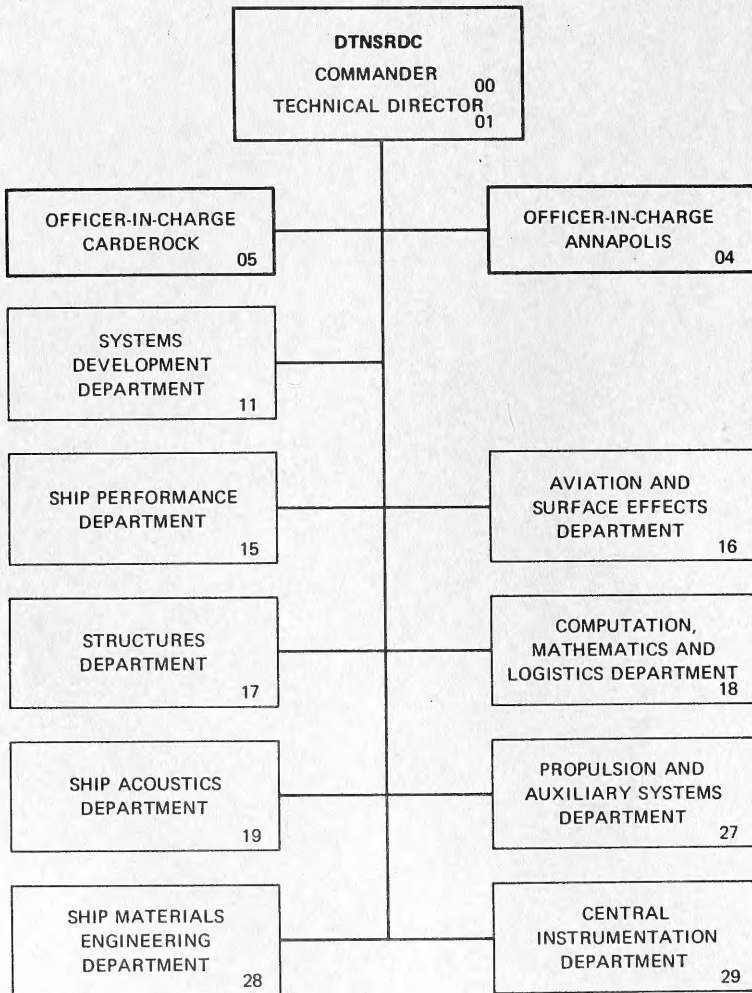 DTNSRDC
COMMANDER
00
TECHNICAL DIRECTOR
01
OFFICER-IN-CHARGE
CARDEROCK
05
OFFICER-IN-CHARGE
ANNAPOLIS
04
SYSTEMS
DEVELOPMENT
DEPARTMENT
11
SHIP PERFORMANCE
DEPARTMENT
15
AVIATION AND
SURFACE EFFECTS
DEPARTMENT
16
STRUCTURES
DEPARTMENT
17
COMPUTATION,
MATHEMATICS AND
LOGISTICS DEPARTMENT
18
SHIP ACOUSTICS
DEPARTMENT
19
PROPULSION AND
AUXILIARY SYSTEMS
DEPARTMENT
27
SHIP MATERIALS
ENGINEERING
DEPARTMENT
28
CENTRAL
INSTRUMENTATION
DEPARTMENT
29